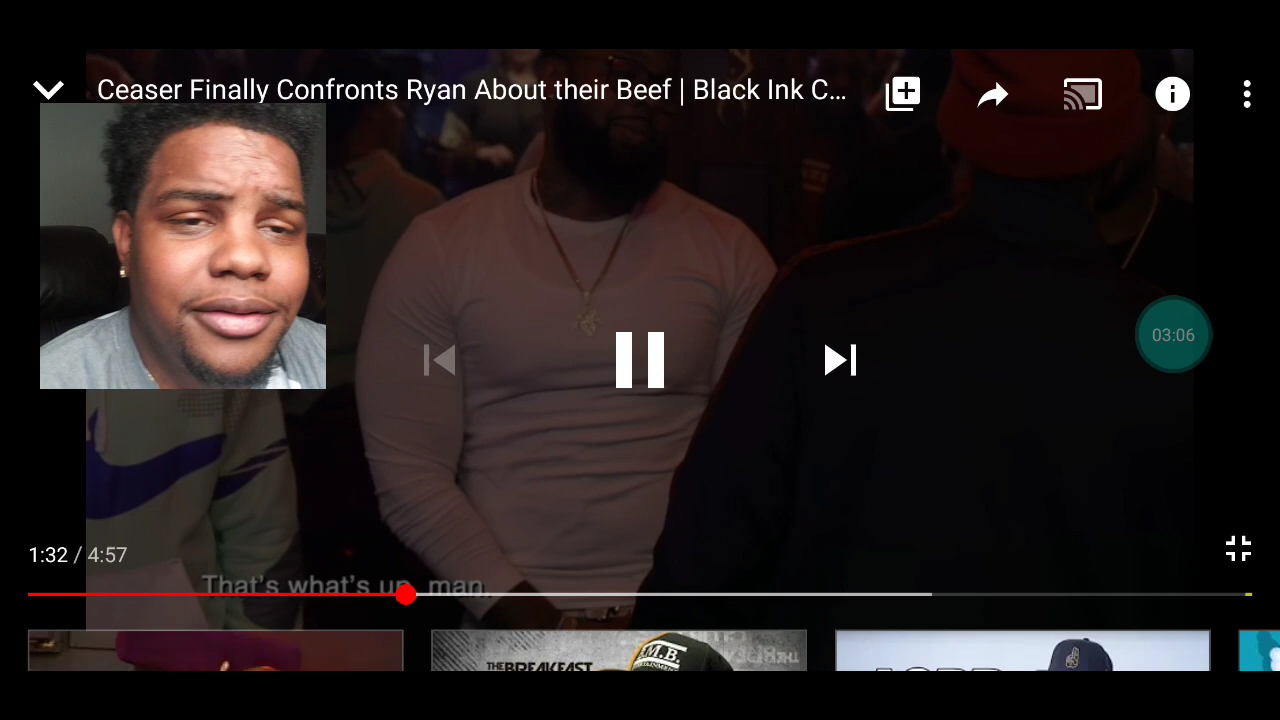 Ceaser Finally Confronts Ryan About their Beef | Black Ink C...
03:06
1:32 / 4:57
That's what's up, man.
THE BREAKFAST
M.B.